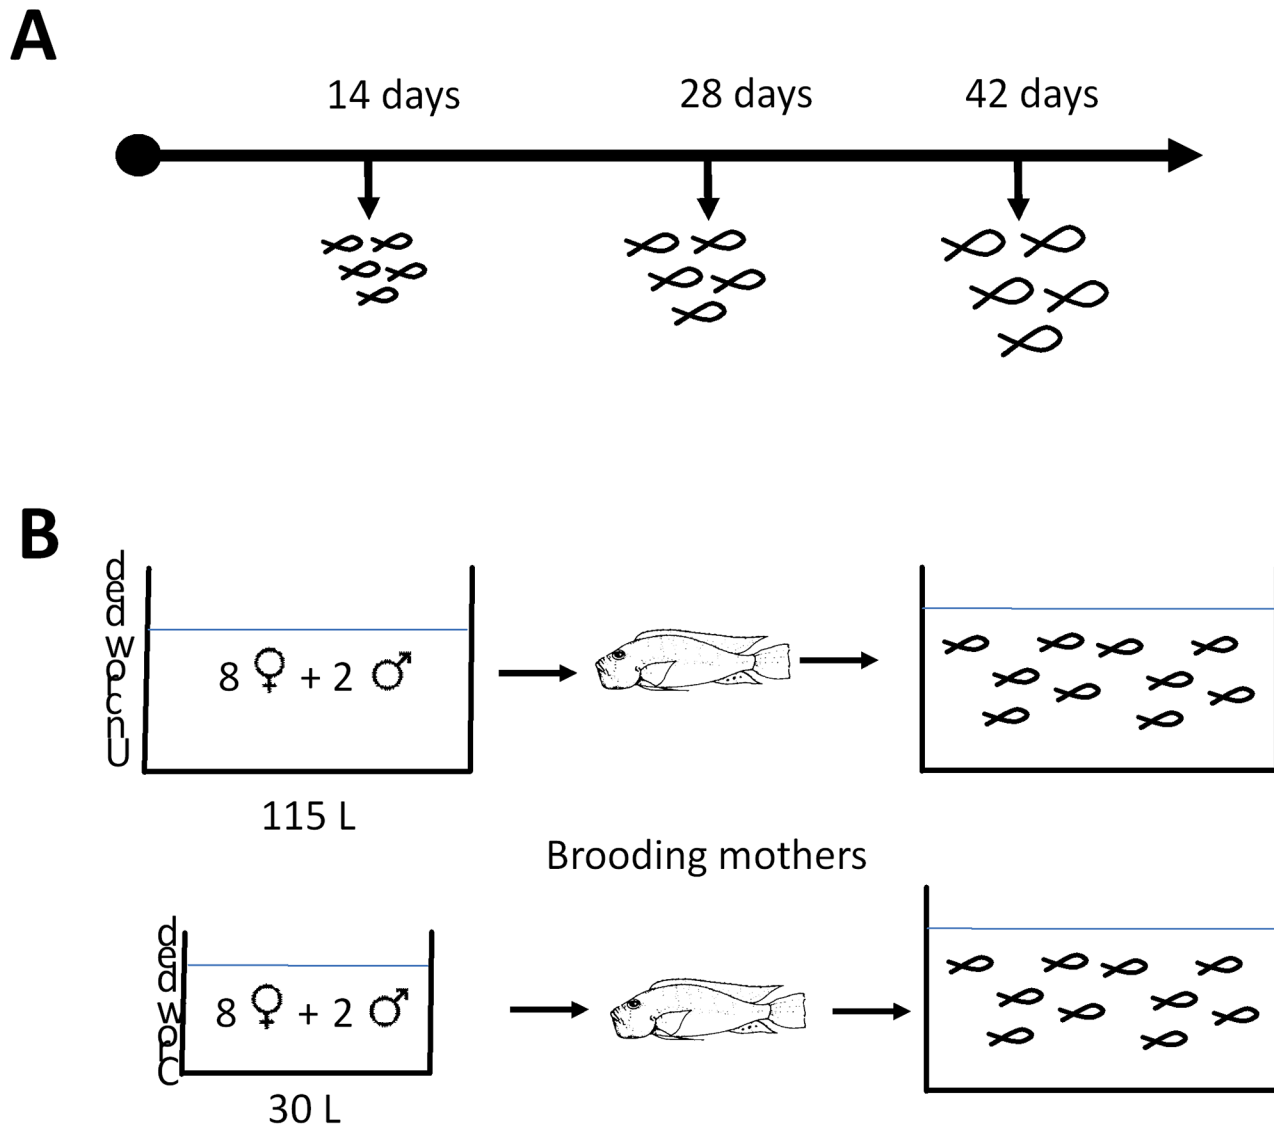 A
14 days
28 days
42 days
B
Uncrowded
8 ♀ + 2 ♂
115 L
Brooding mothers
Crowded
8 ♀ + 2 ♂
30 L